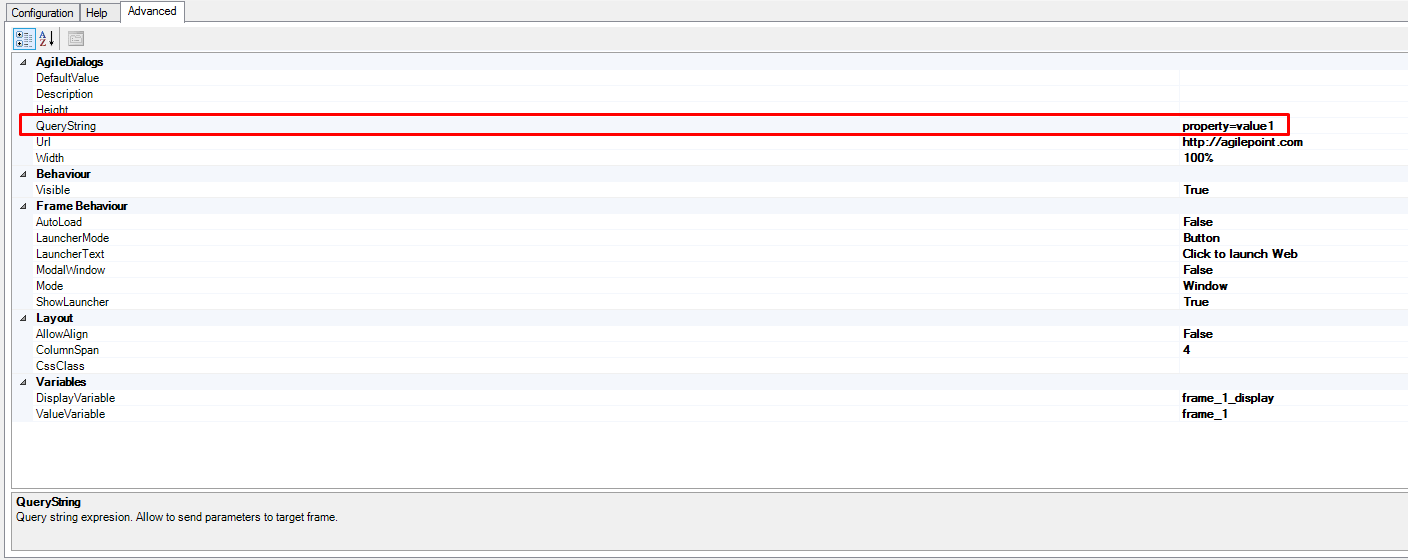 Configuration Help Advanced
AgileDialogs
DefaultValue
Description
Height
QueryString property=value1
Url http://agilepoint.com
Width 100%
Behaviour
Visible True
Frame Behaviour
AutoLoad False
LauncherMode Button
LauncherText Click to launch Web
ModalWindow False
Mode Window
ShowLauncher True
Layout
AllowAlign False
ColumnSpan 4
CssClass
Variables
DisplayVariable frame_1_display
ValueVariable frame_1
QueryString
Query string expresion. Allow to send parameters to target frame.